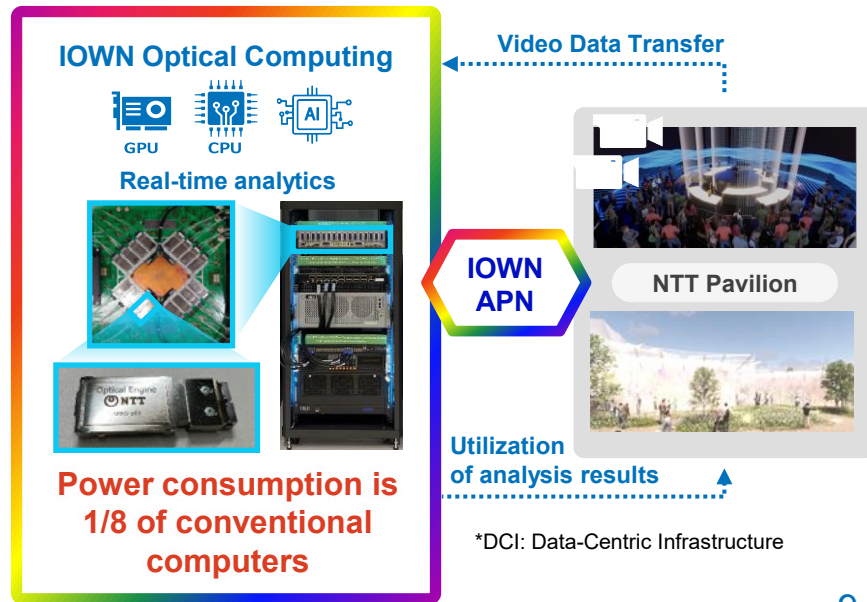 IOWN Optical Computing
GPU
CPU
AI
Real-time analytics
Optical Engine
NTT
Power consumption is
1/8 of conventional
computers
Video Data Transfer
IOWN
APN
NTT Pavilion
Utilization
of analysis results
*DCI: Data-Centric Infrastructure